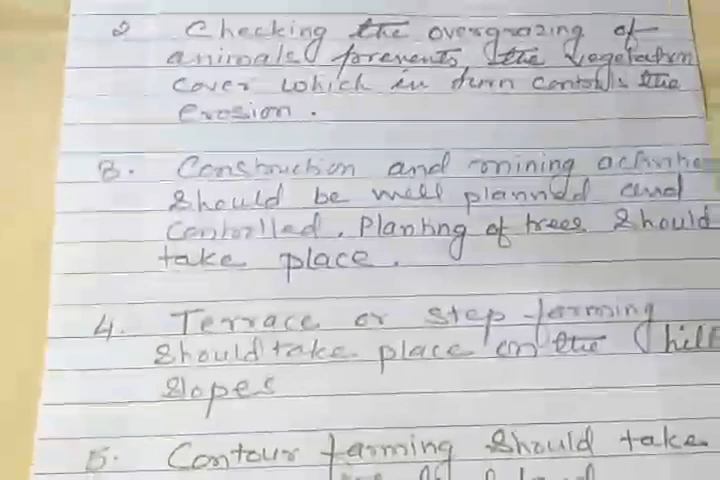 2 Checking the overgrazing of
animals prevents the vegetation
cover which in turn controls the
erosion.
3. Construction and mining activitie
should be well planned and
controlled. Planting of trees should
take place.
4. Terrace or step-farming
should take place on the hill
slopes
5. Contour farming should take